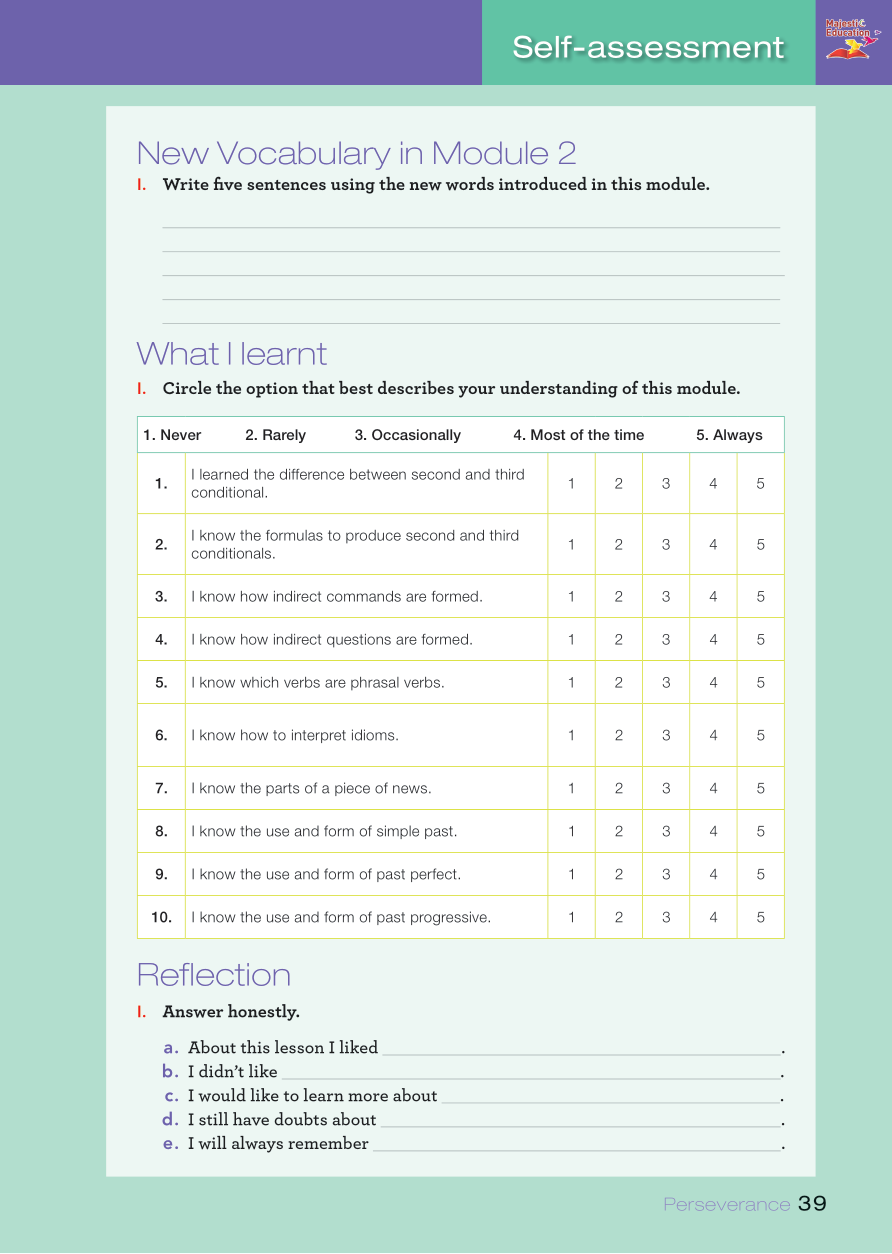 Self-assessment
Majestic
Education
New Vocabulary in Module 2
I. Write five sentences using the new words introduced in this module.
What I learnt
I. Circle the option that best describes your understanding of this module.
1. Never 2. Rarely 3. Occasionally 4. Most of the time 5. Always
1. I learned the difference between second and third
conditional. 1 2 3 4 5
2. I know the formulas to produce second and third
conditionals. 1 2 3 4 5
3. I know how indirect commands are formed. 1 2 3 4 5
4. I know how indirect questions are formed. 1 2 3 4 5
5. I know which verbs are phrasal verbs. 1 2 3 4 5
6. I know how to interpret idioms. 1 2 3 4 5
7. I know the parts of a piece of news. 1 2 3 4 5
8. I know the use and form of simple past. 1 2 3 4 5
9. I know the use and form of past perfect. 1 2 3 4 5
10. I know the use and form of past progressive. 1 2 3 4 5
Reflection
I. Answer honestly.
a. About this lesson I liked .
b. I didn't like .
c. I would like to learn more about .
d. I still have doubts about .
e. I will always remember .
Perseverance 39